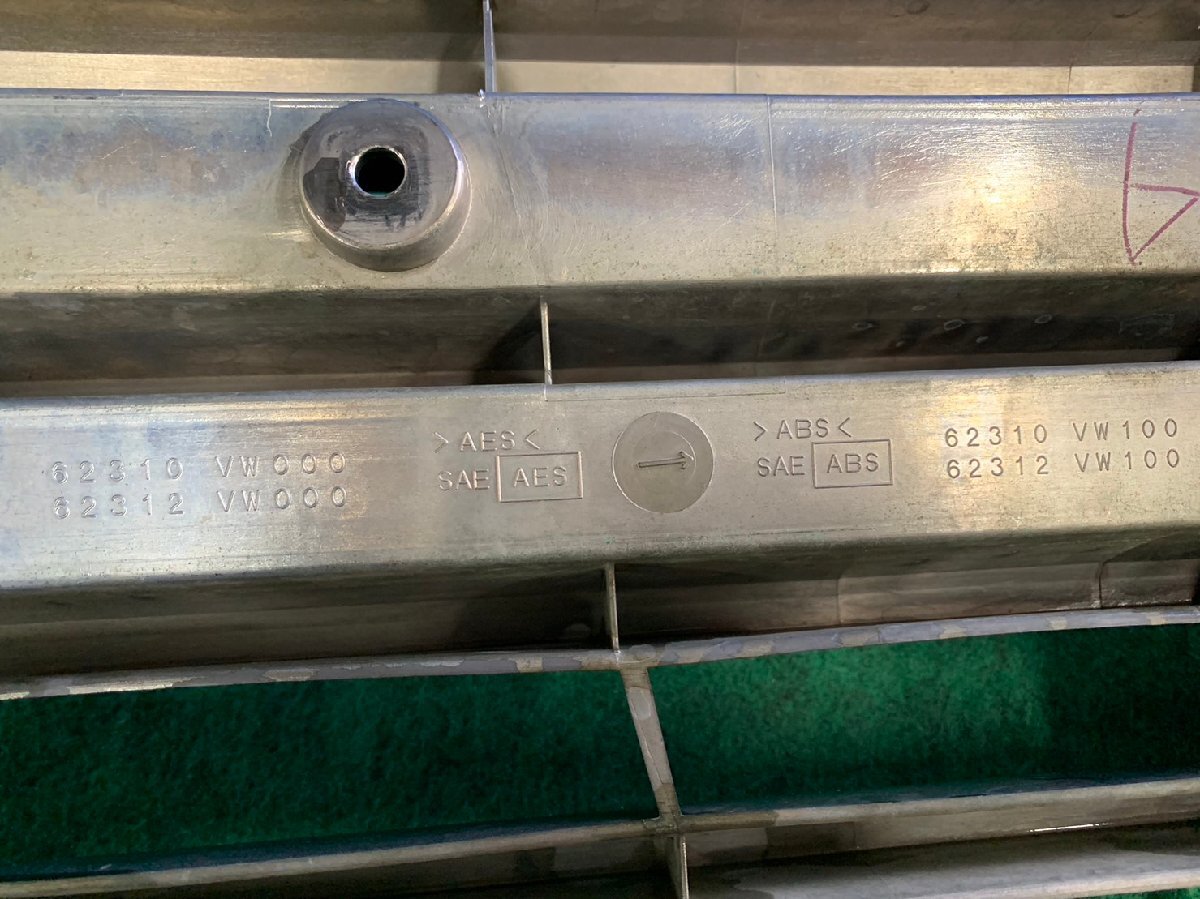 62310 VW000
62312 VW000
>AES<
SAE AES
>ABS<
SAE ABS
62310 VW100
62312 VW100